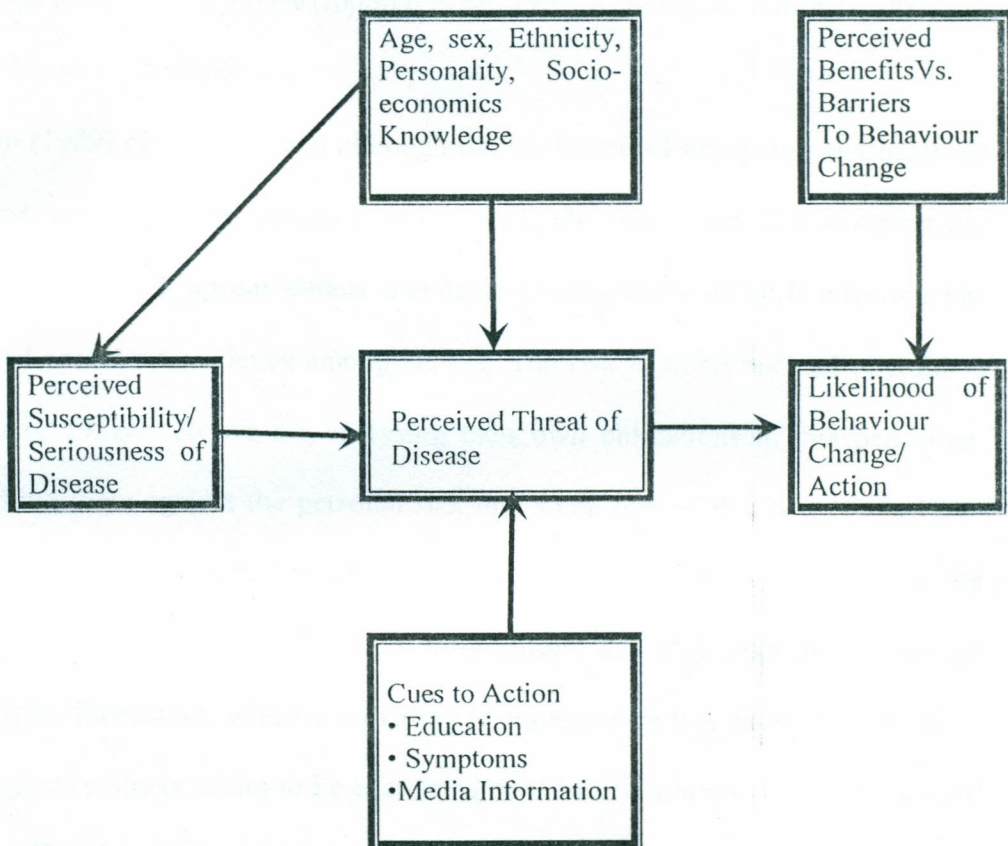 Age, sex, Ethnicity,
Personality, Socio-
economics
Knowledge
Perceived
BenefitsVs.
Barriers
To Behaviour
Change
Perceived
Susceptibility/
Seriousness of
Disease
Perceived Threat of
Disease
Likelihood of
Behaviour
Change/
Action
Cues to Action
• Education
• Symptoms
•Media Information